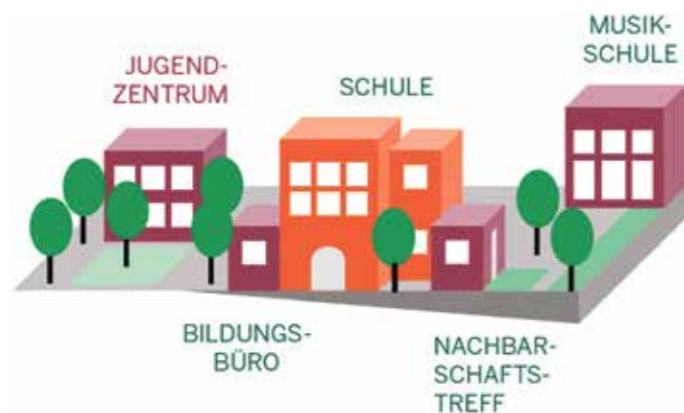 MUSIK-
SCHULE
JUGEND-
ZENTRUM
SCHULE
BILDUNGS-
BÜRO
NACHBAR-
SCHAFTS-
TREFF